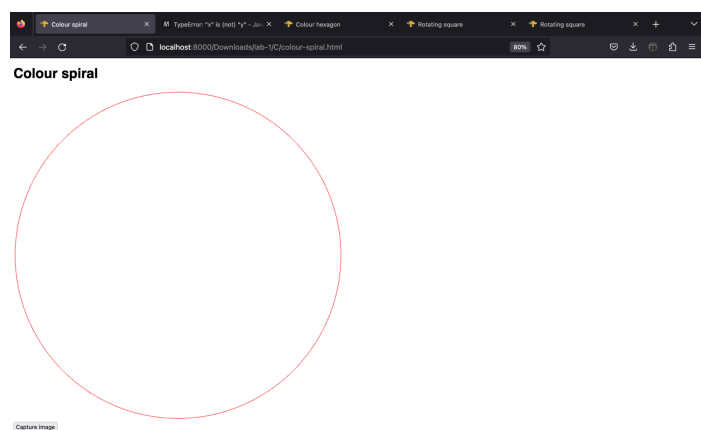 Colour spiral
TypeError: "x" is (not) "y" - Jav
Colour hexagon
Rotating square
Rotating square
localhost:8000/Downloads/lab-1/C/colour-spiral.html
80%
Colour spiral
Capture image